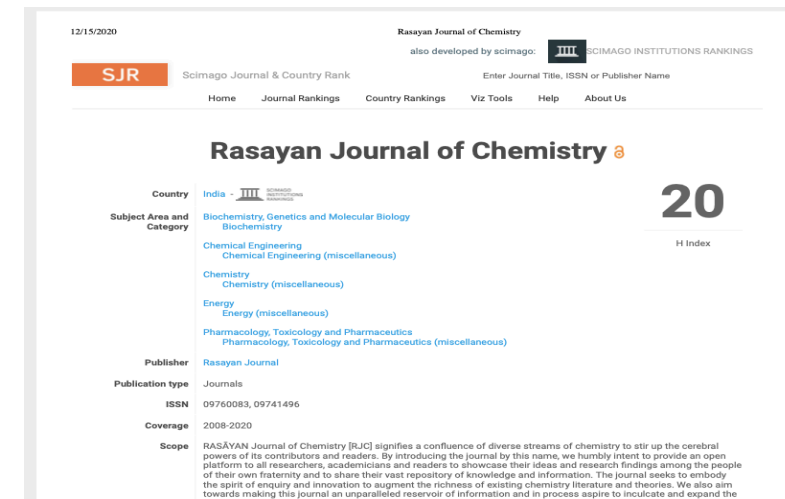 12/15/2020 Rasayan Journal of Chemistry
also developed by scimago: SCIMAGO INSTITUTIONS RANKINGS
SJR Scimago Journal & Country Rank Enter Journal Title, ISSN or Publisher Name
Home Journal Rankings Country Rankings Viz Tools Help About Us
Rasayan Journal of Chemistry
Country India - SCIMAGO INSTITUTIONS RANKINGS
20
H Index
Subject Area and Category
Biochemistry, Genetics and Molecular Biology
Biochemistry
Chemical Engineering
Chemical Engineering (miscellaneous)
Chemistry
Chemistry (miscellaneous)
Energy
Energy (miscellaneous)
Pharmacology, Toxicology and Pharmaceutics
Pharmacology, Toxicology and Pharmaceutics (miscellaneous)
Publisher Rasayan Journal
Publication type Journals
ISSN 09760083, 09741496
Coverage 2008-2020
Scope RASĀYAN Journal of Chemistry [RJC] signifies a confluence of diverse streams of chemistry to stir up the cerebral
powers of its contributors and readers. By introducing the journal by this name, we humbly intent to provide an open
platform to all researchers, academicians and readers to showcase their ideas and research findings among the people
of their own fraternity and to share their vast repository of knowledge and information. The journal seeks to embody
the spirit of enquiry and innovation to augment the richness of existing chemistry literature and theories. We also aim
towards making this journal an unparalleled reservoir of information and in process aspire to inculcate and expand the